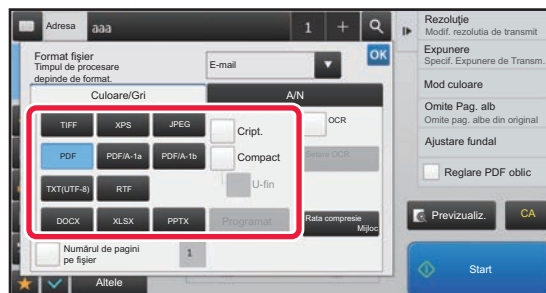 Adresa
aaa
1
+
Format fișier
Timpul de procesare
depinde de format.
E-mail
OK
Culoare/Gri
A/N
TIFF
XPS
JPEG
Cript.
OCR
PDF
PDF/A-1a
PDF/A-1b
Compact
Setare OCR
TXT(UTF-8)
RTF
U-fin
DOCX
XLSX
PPTX
Programat
Rata compresie
Mijloc
Numărul de pagini
pe fișier
1
Altele
Rezoluție
Modif. rezolutia de transmit
Expunere
Specif. Expunere de Transm.
Mod culoare
Omite Pag. alb
Omite pag. albe din original
Ajustare fundal
Reglare PDF oblic
Previzualiz.
CA
Start